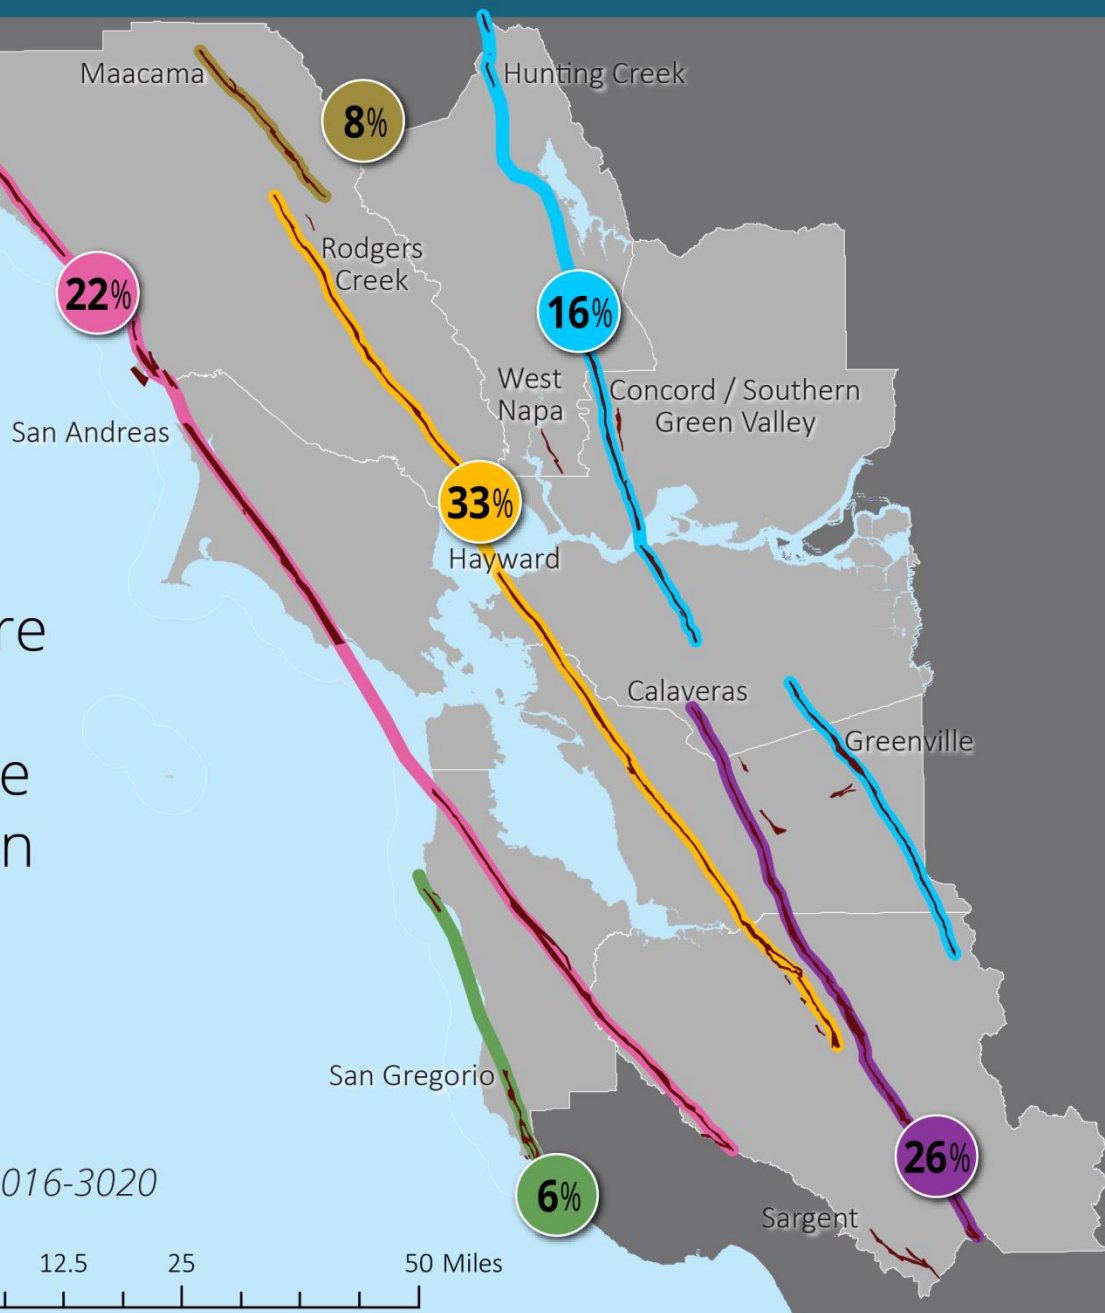 Maacama
8%
Hunting Creek
Rodgers
Creek
22%
16%
West
Napa
Concord / Southern
Green Valley
San Andreas
33%
Hayward
re
Calaveras
Greenville
e
n
San Gregorio
26%
016-3020
6%
Sargent
12.5
25
50 Miles